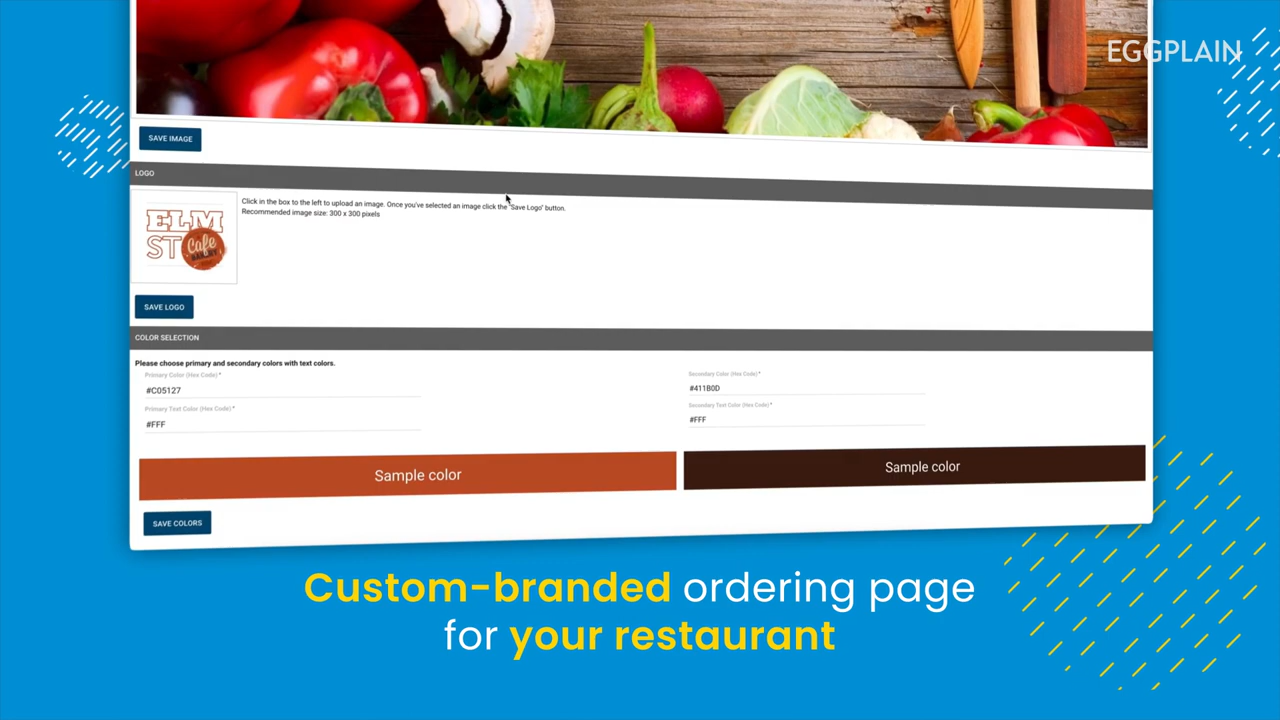 EGGPLAIN
SAVE IMAGE
LOGO
Click in the box to the left to upload an image. Once you've selected an image click the "Save Logo" button.
Recommended image size: 300 x 300 pixels
ELM
ST
Cafe
SAVE LOGO
COLOR SELECTION
Please choose primary and secondary colors with text colors.
Primary Color (Hex Code) *
#C05127
Primary Text Color (Hex Code) *
#FFF
Secondary Color (Hex Code) *
#411B0D
Secondary Text Color (Hex Code) *
#FFF
Sample color
Sample color
SAVE COLORS
Custom-branded ordering page
for your restaurant